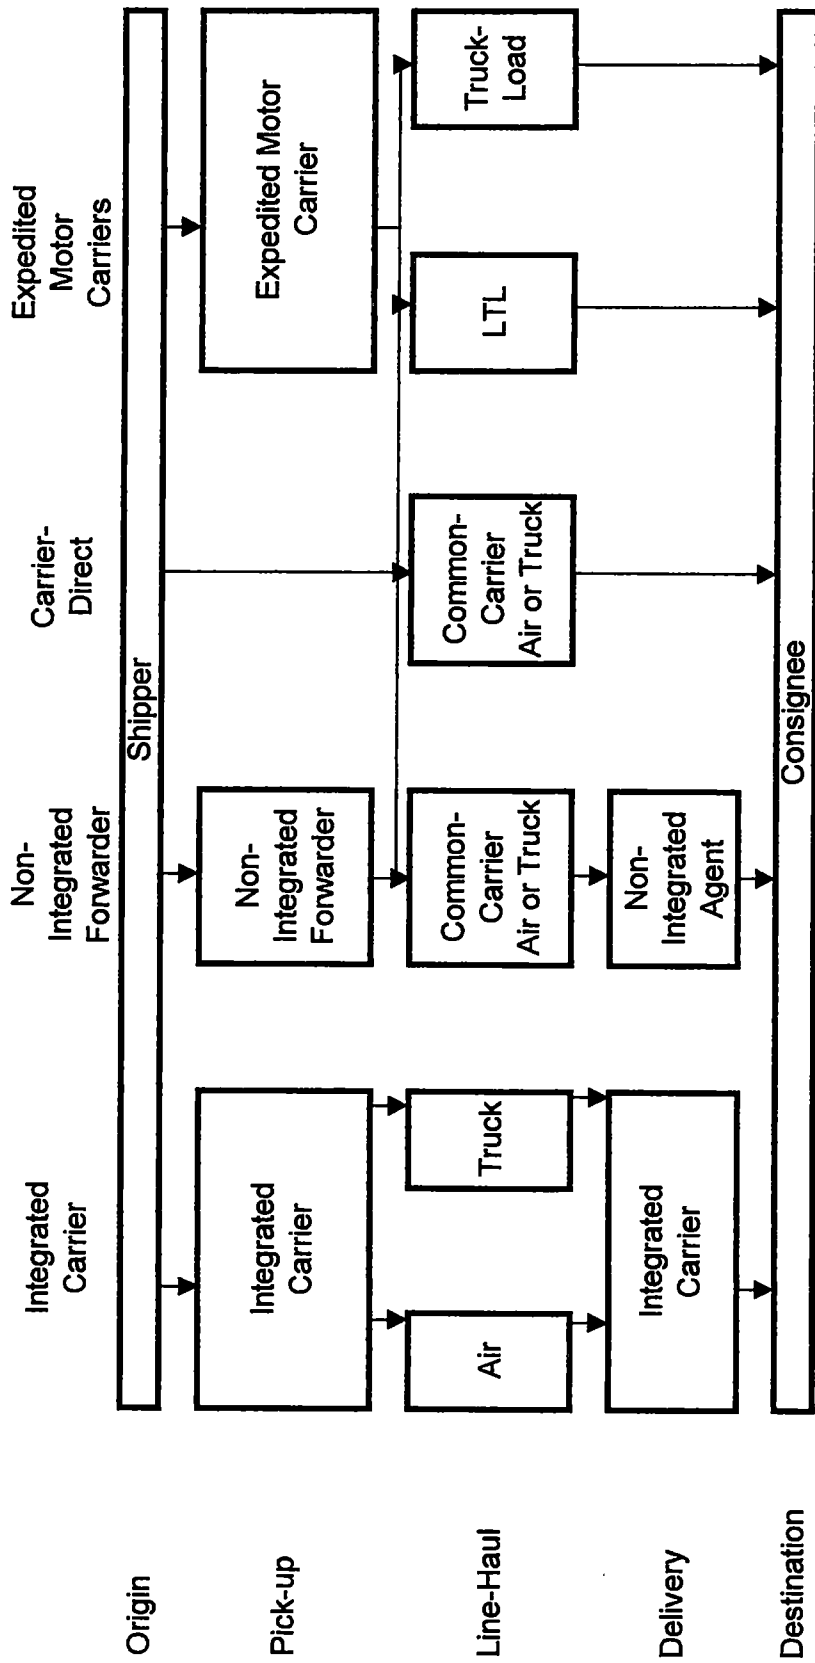 Integrated
Carrier
Non-
Integrated
Forwarder
Carrier-
Direct
Expedited
Motor
Carriers
Origin
Shipper
Pick-up
Integrated
Carrier
Non-
Integrated
Forwarder
Expedited Motor
Carrier
Line-Haul
Air
Truck
Common-
Carrier
Air or Truck
Common-
Carrier
Air or Truck
LTL
Truck-
Load
Delivery
Integrated
Carrier
Non-
Integrated
Agent
Destination
Consignee